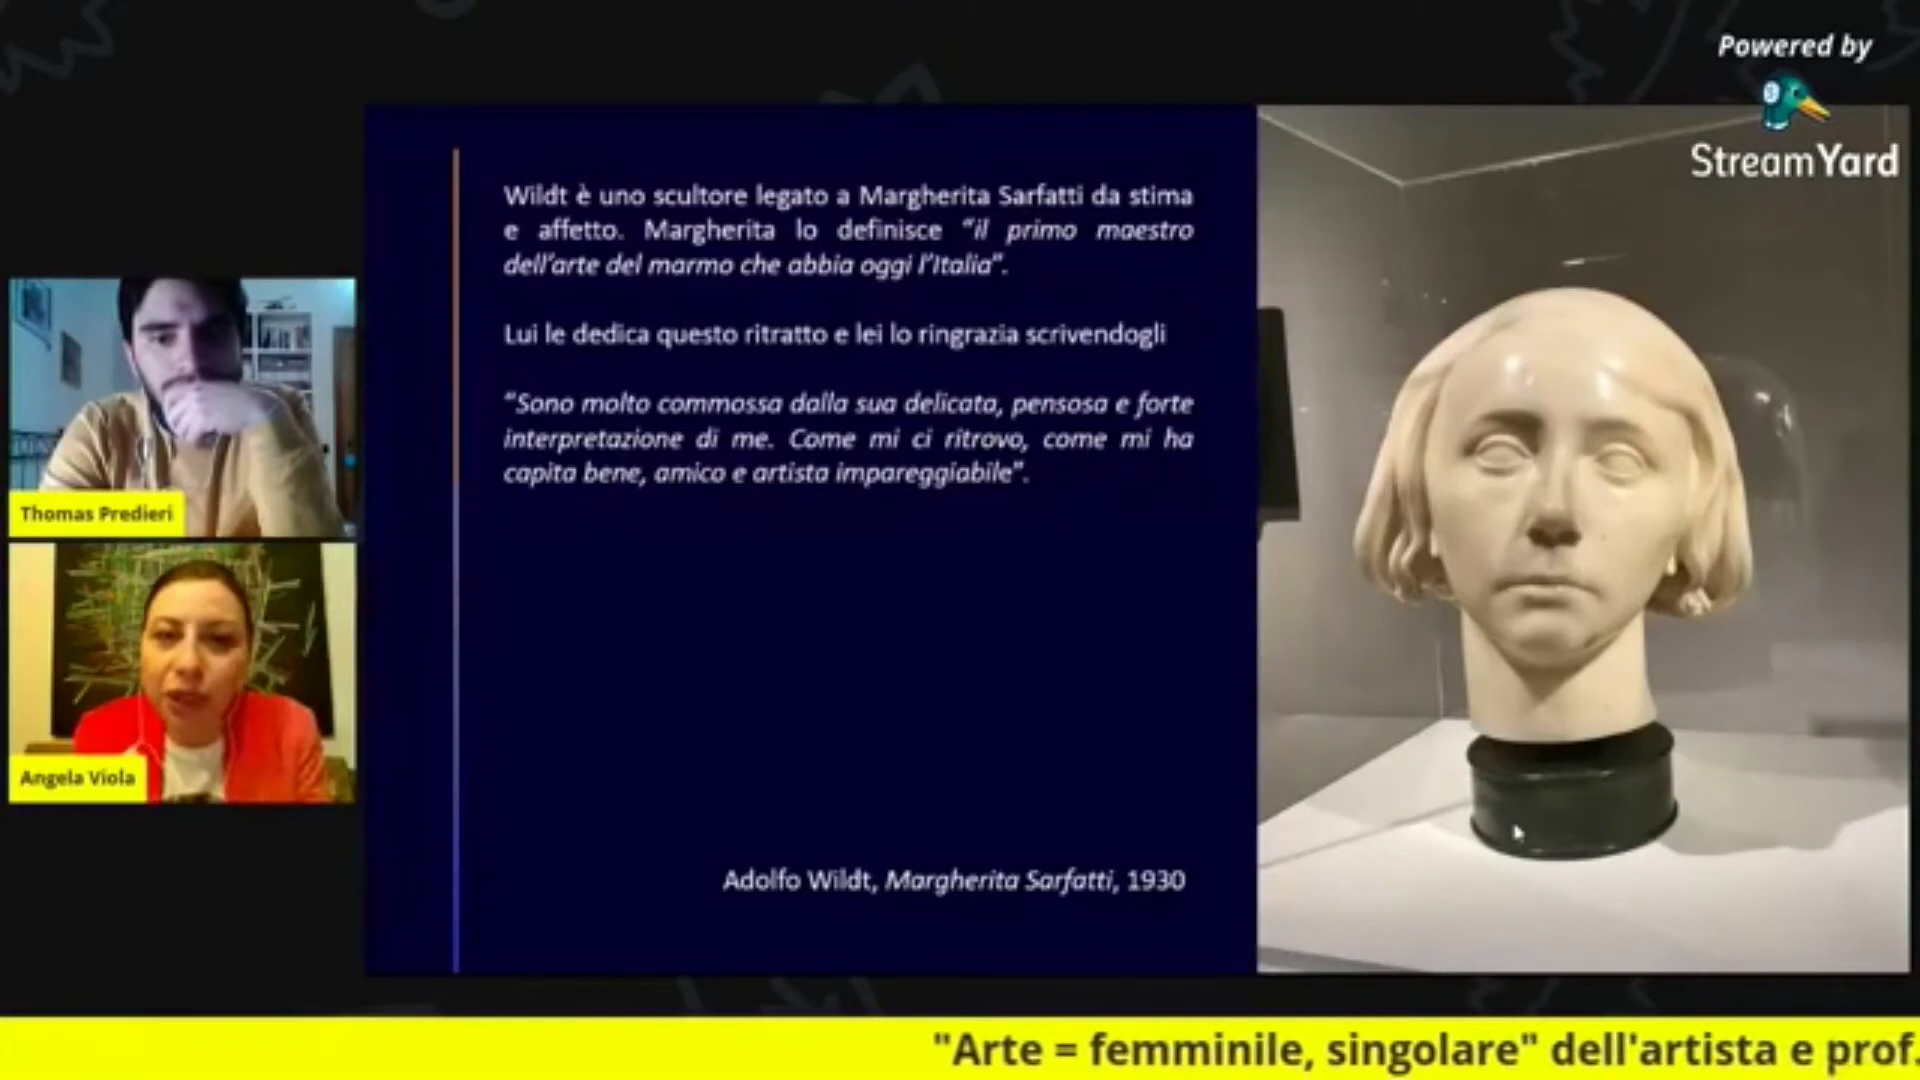 Powered by
StreamYard
Wildt è uno scultore legato a Margherita Sarfatti da stima
e affetto. Margherita lo definisce “il primo maestro
dell’arte del marmo che abbia oggi l’Italia”.
Lui le dedica questo ritratto e lei lo ringrazia scrivendogli
“Sono molto commossa dalla sua delicata, pensosa e forte
interpretazione di me. Come mi ci ritrovo, come mi ha
capita bene, amico e artista impareggiabile”.
Adolfo Wildt, Margherita Sarfatti, 1930
Thomas Predieri
Angela Viola
"Arte = femminile, singolare" dell'artista e prof.